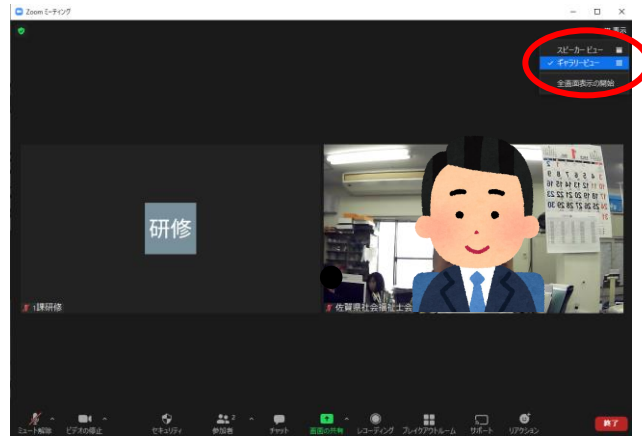 Zoom ミーティング
表示
スピーカー ビュー
✓ ギャラリービュー
全画面表示の開始
研修
1課研修
佐賀県社会福祉士会
ミュート解除
ビデオの停止
セキュリティ
参加者
2
チャット
画面の共有
レコーディング
ブレイクアウトルーム
サポート
リアクション
終了